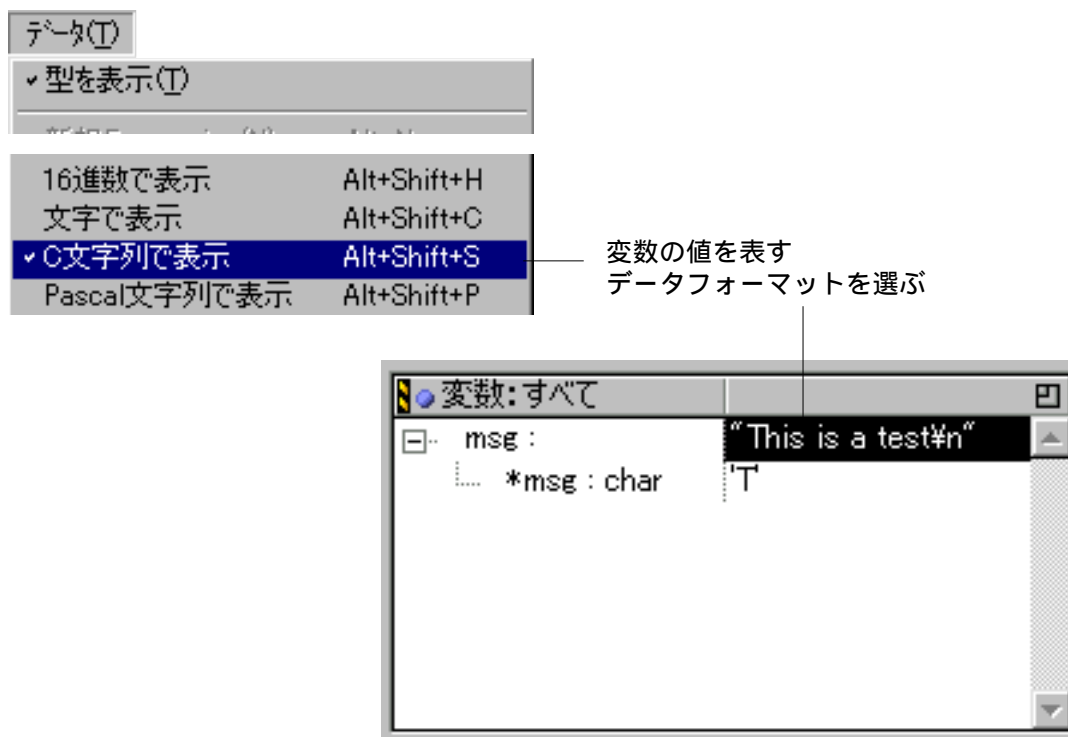 データ(T)
✓型を表示(T)
16進数で表示 Alt+Shift+H
文字で表示 Alt+Shift+C
✓C文字列で表示 Alt+Shift+S
Pascal文字列で表示 Alt+Shift+P
変数の値を表す
データフォーマットを選ぶ
変数:すべて
msg : "This is a test¥n"
*msg : char 'T'